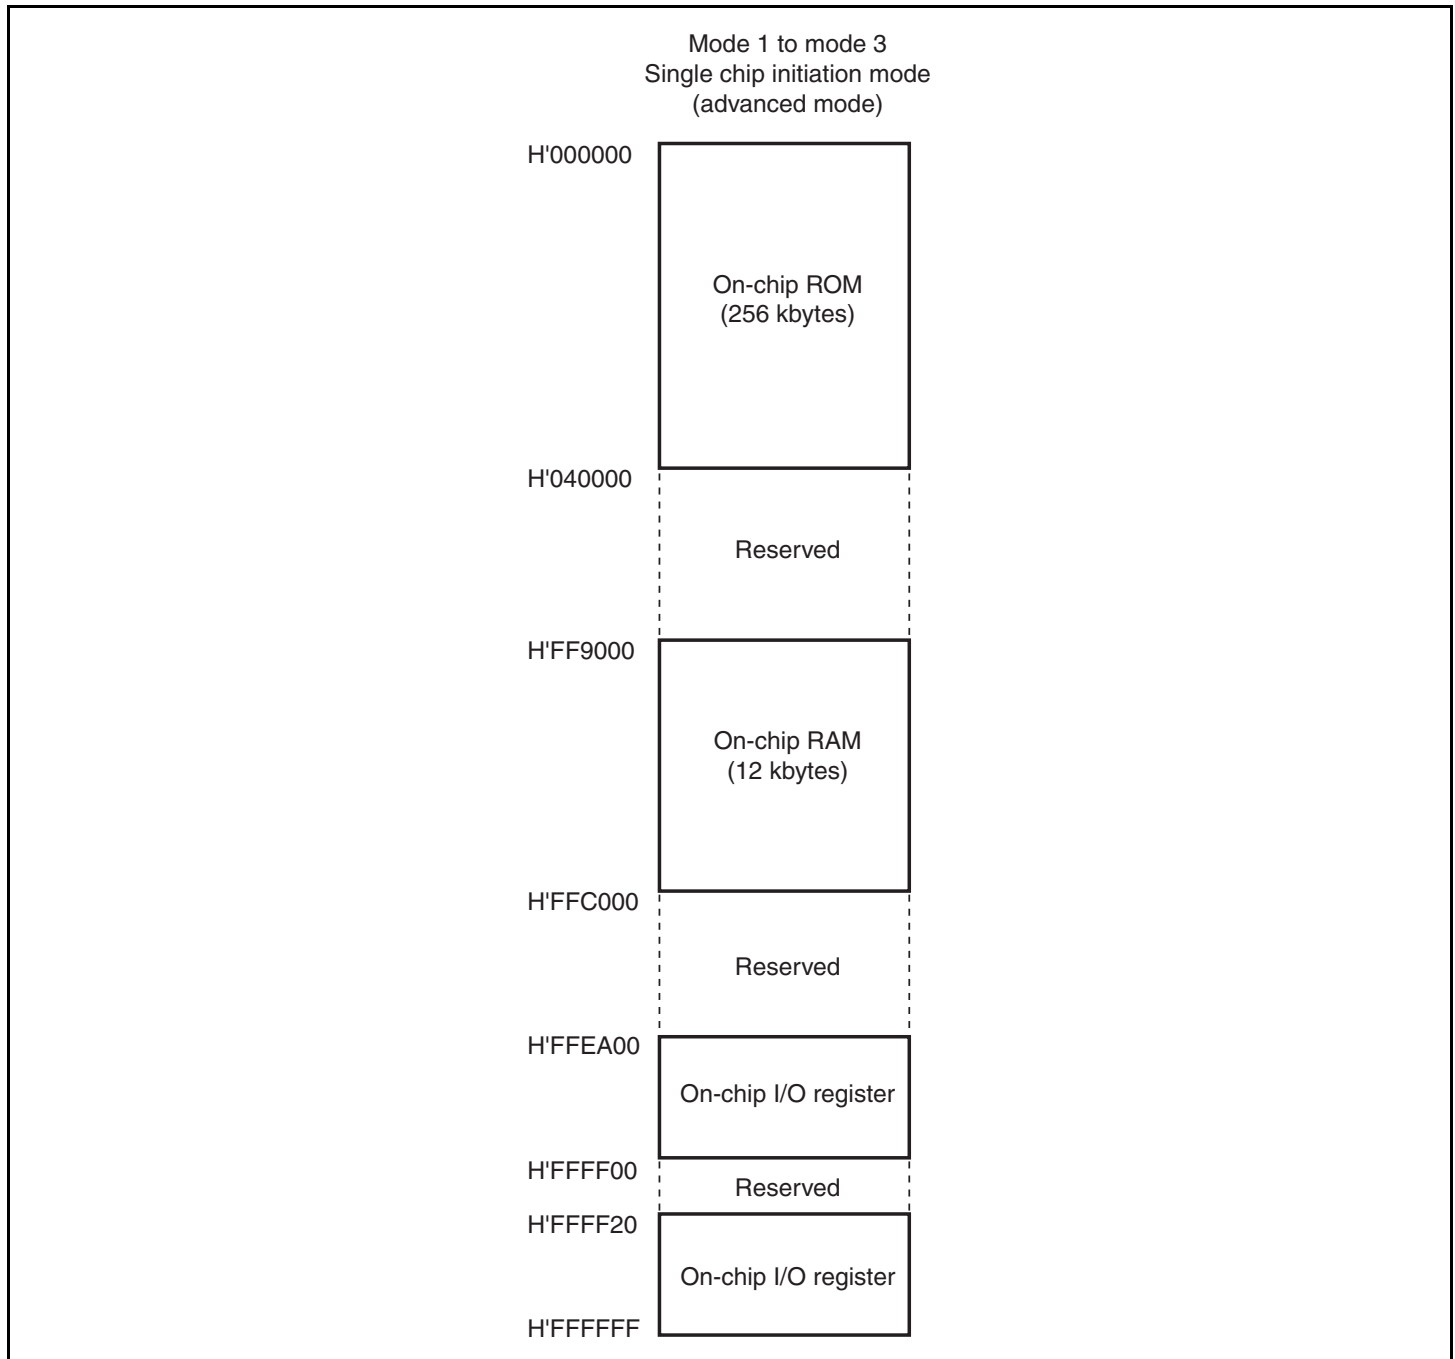 Mode 1 to mode 3
Single chip initiation mode
(advanced mode)
H'000000
On-chip ROM
(256 kbytes)
H'040000
Reserved
H'FF9000
On-chip RAM
(12 kbytes)
H'FFC000
Reserved
H'FFEA00
On-chip I/O register
H'FFFF00
Reserved
H'FFFF20
On-chip I/O register
H'FFFFFF